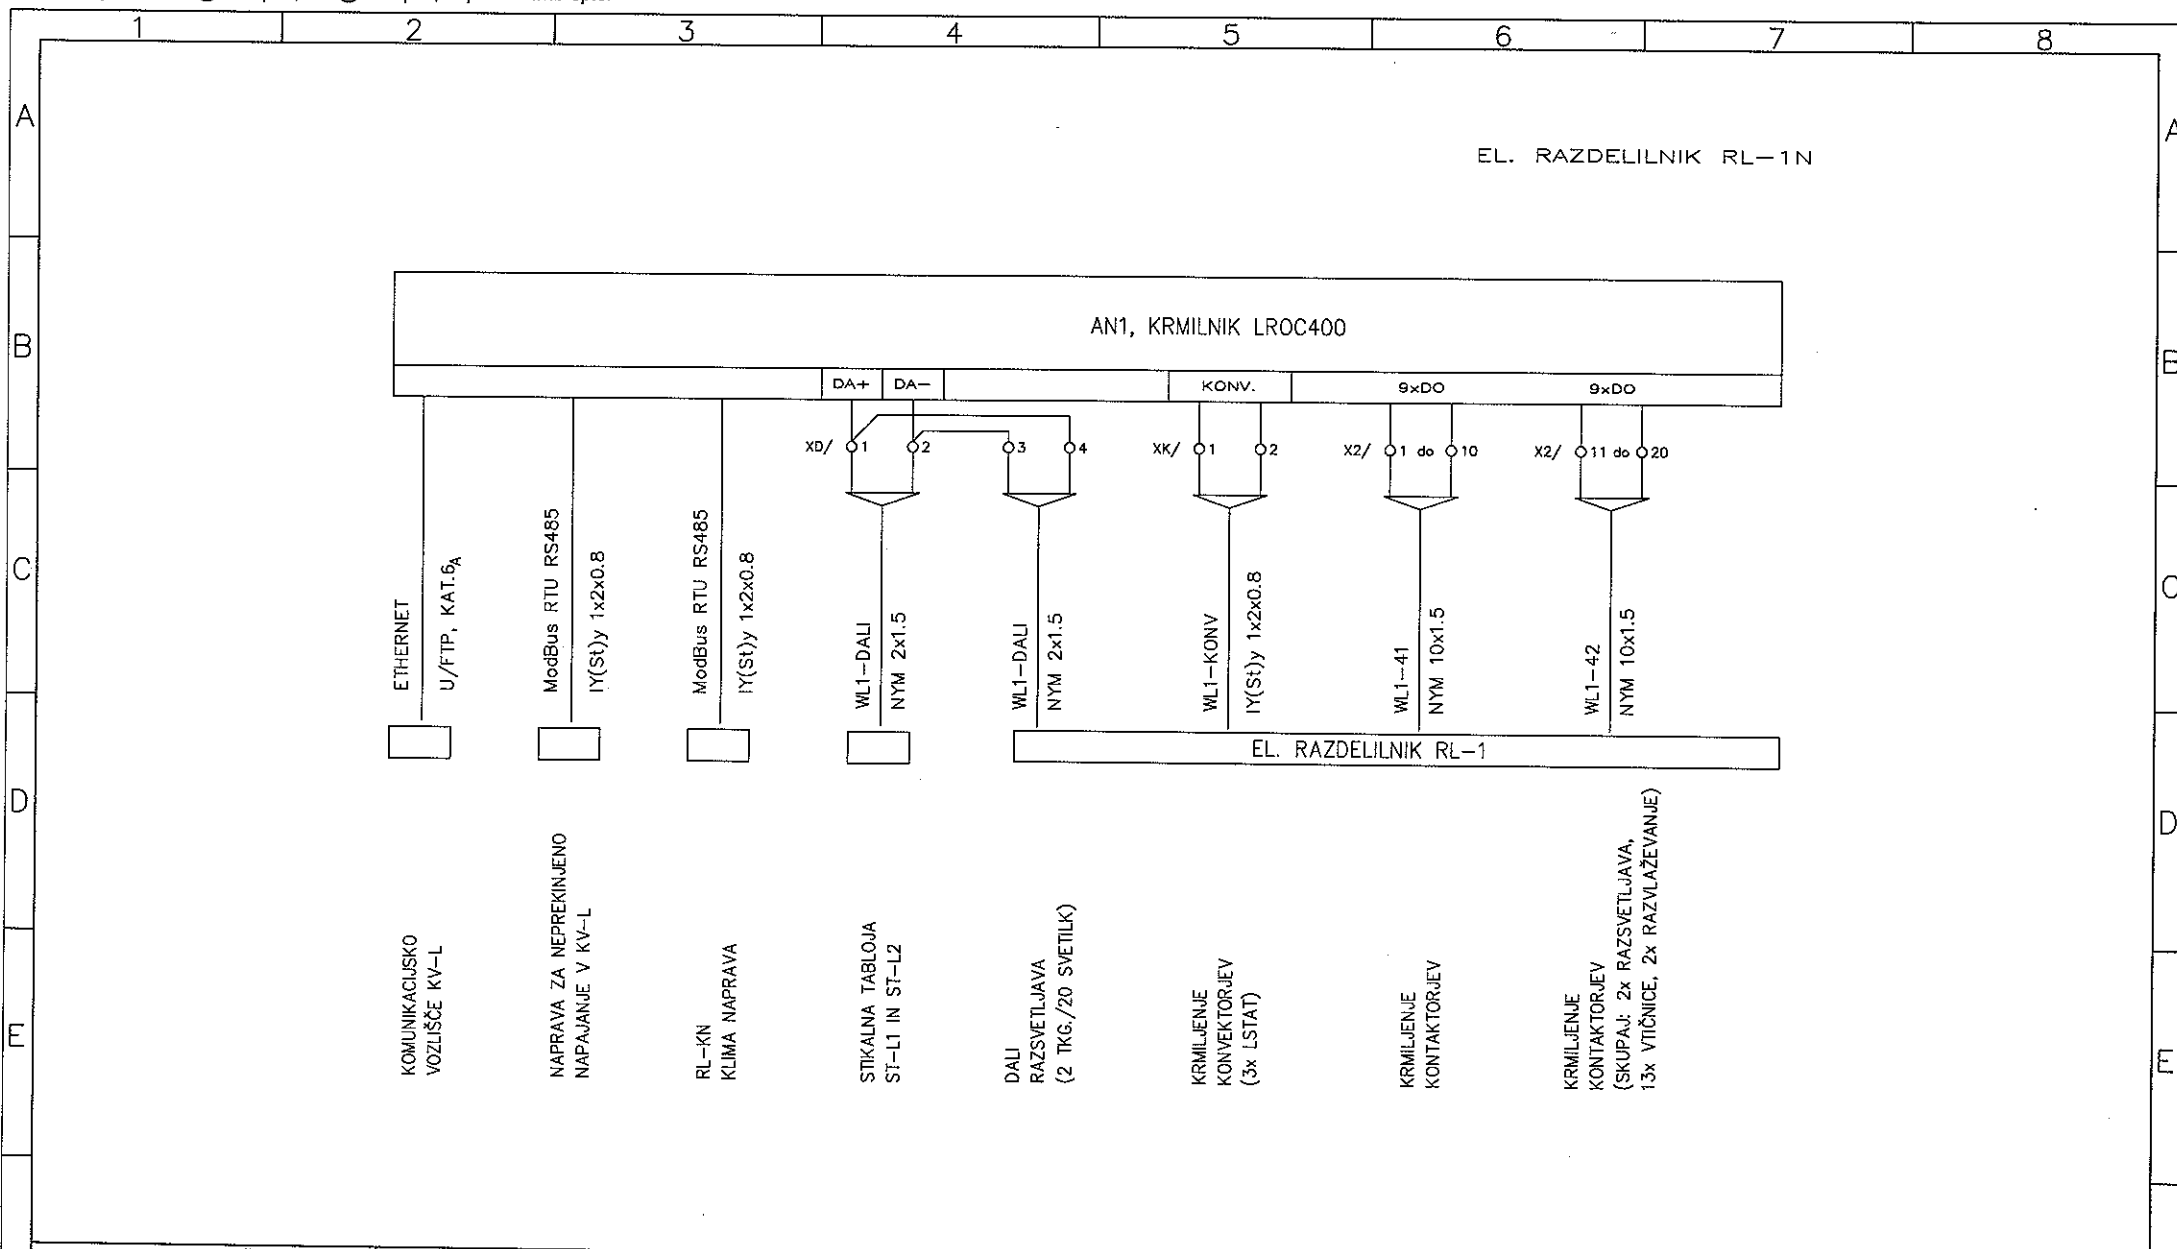 1 2 3 4 5 6 7 8
A A
EL. RAZDELILNIK RL-1N
B B
AN1, KRMILNIK LROC400
DA+ DA- KONV. 9xDO 9xDO
XD/ 1 2 3 4 XK/ 1 2 X2/ 1 do 10 X2/ 11 do 20
C C
ETHERNET
U/FTP, KAT.6A
ModBus RTU RS485
IY(St)y 1x2x0.8
ModBus RTU RS485
IY(St)y 1x2x0.8
WL1-DALI
NYM 2x1.5
WL1-DALI
NYM 2x1.5
WL1-KONV
IY(St)y 1x2x0.8
WL1-41
NYM 10x1.5
WL1-42
NYM 10x1.5
EL. RAZDELILNIK RL-1
D D
KOMUNIKACIJSKO
VOZLIŠČE KV-L
NAPRAVA ZA NEPREKINJENO
NAPAJANJE V KV-L
RL-KN
KLIMA NAPRAVA
STIKALNA TABLOJA
ST-L1 IN ST-L2
DALI
RAZSVETLJAVA
(2 TKG./20 SVETILK)
KRMILJENJE
KONVEKTORJEV
(3x LSTAT)
KRMILJENJE
KONTAKTORJEV
KRMILJENJE
KONTAKTORJEV
(SKUPAJ: 2x RAZSVETLJAVA,
13x VTIČNICE, 2x RAZVLAŽEVANJE)
E E